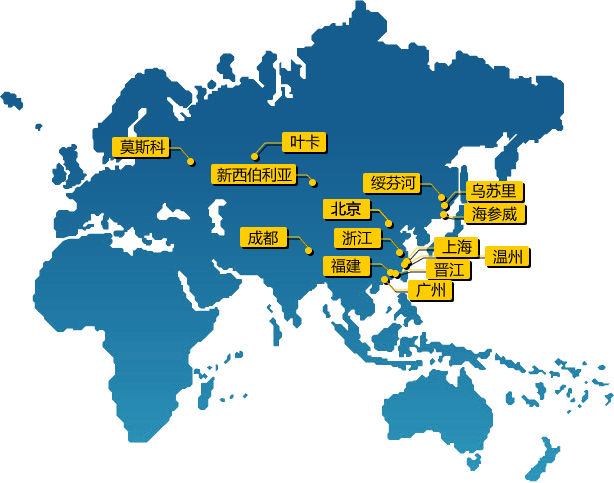 叶卡
莫斯科
新西伯利亚
绥芬河
乌苏里
北京
海参威
成都
浙江
上海
温州
福建
晋江
广州